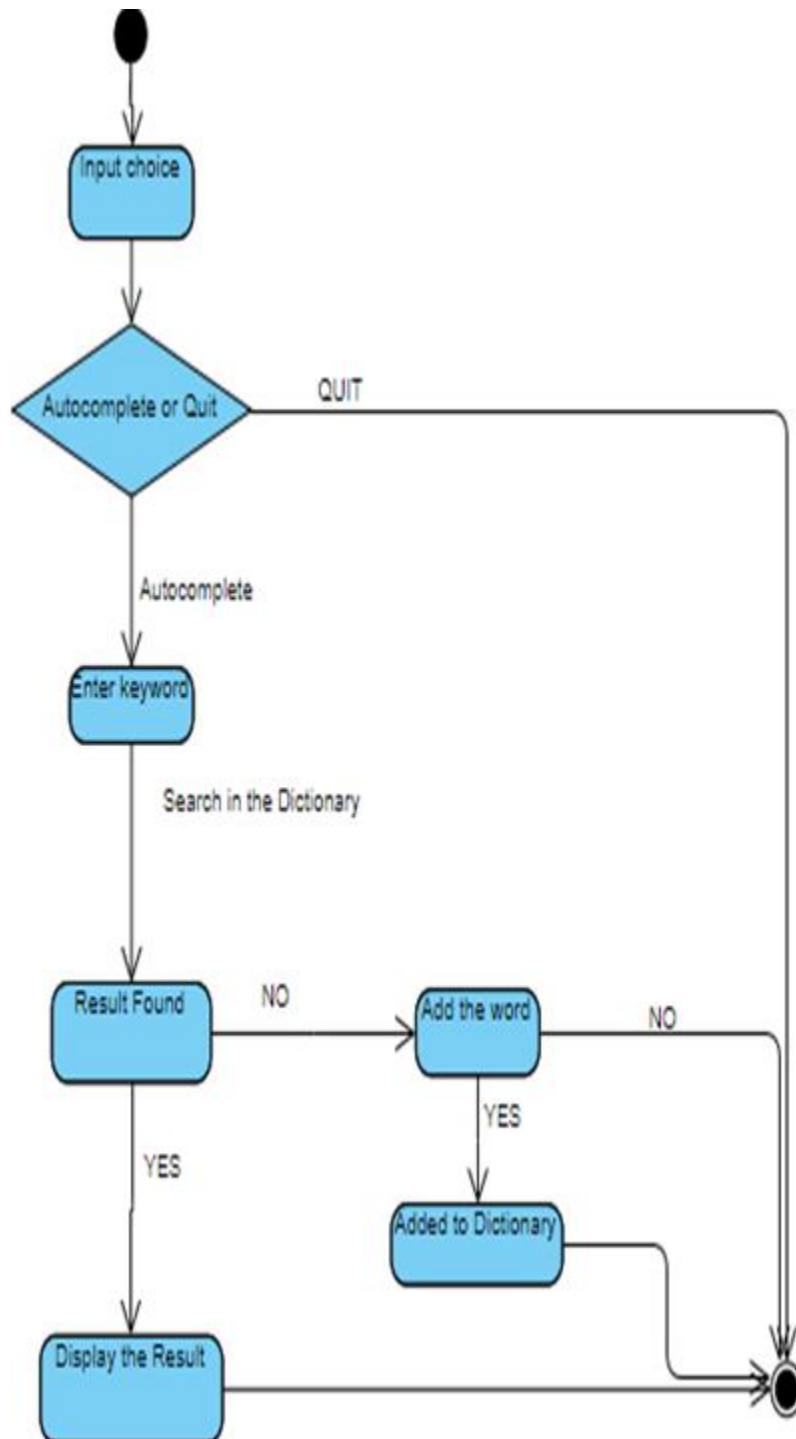 Input choice
Autocomplete or Quit
QUIT
Autocomplete
Enter keyword
Search in the Dictionary
Result Found
NO
Add the word
NO
YES
YES
Added to Dictionary
Display the Result